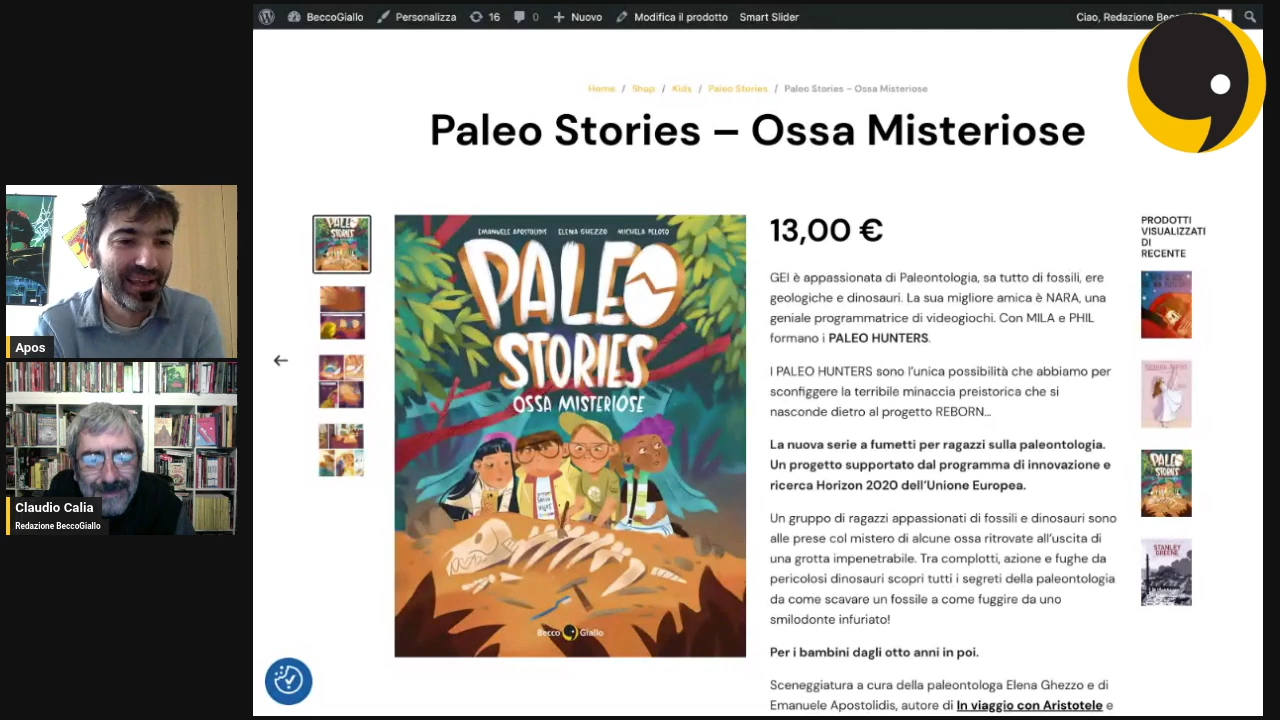 BeccoGiallo
Personalizza
16
0
Nuovo
Modifica il prodotto
Smart Slider
Ciao, Redazione Becc
Home / Shop / Kids / Paleo Stories / Paleo Stories – Ossa Misteriose
Paleo Stories – Ossa Misteriose
Apos
Claudio Calia
Redazione BeccoGiallo
EMANUELE APOSTOLIDIS ELENA GHEZZO MICHELA PELOSO
PALEO
STORIES
OSSA MISTERIOSE
Becco Giallo
13,00 €
GEI è appassionata di Paleontologia, sa tutto di fossili, ere
geologiche e dinosauri. La sua migliore amica è NARA, una
geniale programmatrice di videogiochi. Con MILA e PHIL
formano i PALEO HUNTERS.
I PALEO HUNTERS sono l'unica possibilità che abbiamo per
sconfiggere la terribile minaccia preistorica che si
nasconde dietro al progetto REBORN…
La nuova serie a fumetti per ragazzi sulla paleontologia.
Un progetto supportato dal programma di innovazione e
ricerca Horizon 2020 dell'Unione Europea.
Un gruppo di ragazzi appassionati di fossili e dinosauri sono
alle prese col mistero di alcune ossa ritrovate all'uscita di
una grotta impenetrabile. Tra complotti, azione e fughe da
pericolosi dinosauri scopri tutti i segreti della paleontologia
da come scavare un fossile a come fuggire da uno
smilodonte infuriato!
Per i bambini dagli otto anni in poi.
Sceneggiatura a cura della paleontologa Elena Ghezzo e di
Emanuele Apostolidis, autore di In viaggio con Aristotele e
PRODOTTI
VISUALIZZATI
DI
RECENTE
PALEO
STORIES
STANLEY
GREENE